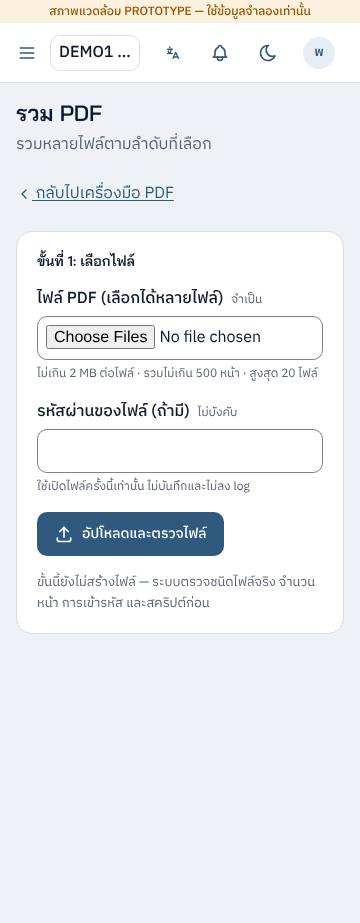 สภาพแวดล้อม PROTOTYPE — ใช้ข้อมูลจำลองเท่านั้น
DEMO1 ...
W
รวม PDF
รวมหลายไฟล์ตามลำดับที่เลือก
กลับไปเครื่องมือ PDF
ขั้นที่ 1: เลือกไฟล์
ไฟล์ PDF (เลือกได้หลายไฟล์) จำเป็น
Choose Files No file chosen
ไม่เกิน 2 MB ต่อไฟล์ · รวมไม่เกิน 500 หน้า · สูงสุด 20 ไฟล์
รหัสผ่านของไฟล์ (ถ้ามี) ไม่บังคับ
ใช้เปิดไฟล์ครั้งนี้เท่านั้น ไม่บันทึกและไม่ลง log
อัปโหลดและตรวจไฟล์
ขั้นนี้ยังไม่สร้างไฟล์ — ระบบตรวจชนิดไฟล์จริง จำนวน
หน้า การเข้ารหัส และสคริปต์ก่อน